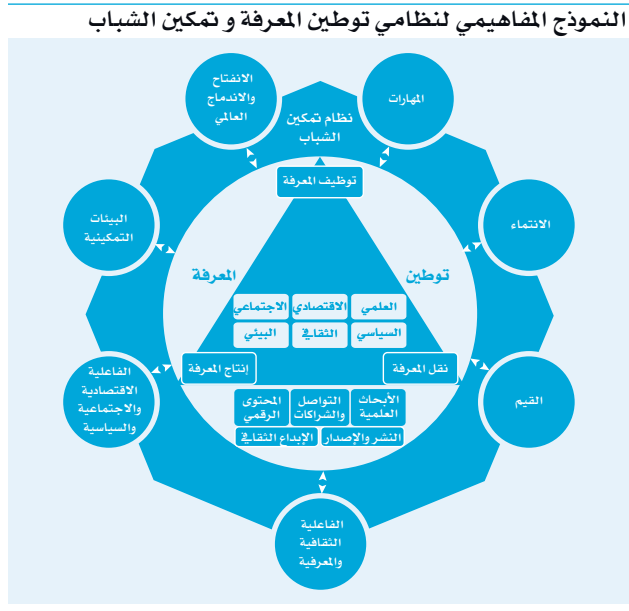 النموذج المفاهيمي لنظامي توطين المعرفة و تمكين الشباب
المهارات
الانفتاح
والاندماج
العالمي
نظام تمكين
الشباب
توظيف المعرفة
الانتماء
البيئات
التمكينية
توطين
المعرفة
العلمي
الاقتصادي
الاجتماعي
السياسي
الثقافي
البيئي
نقل المعرفة
إنتاج المعرفة
القيم
الفاعلية
الاقتصادية
والاجتماعية
والسياسية
الأبحاث
العلمية
التواصل
والشراكات
المحتوى
الرقمي
النشر والإصدار
الإبداع الثقافي
الفاعلية
الثقافية
والمعرفية